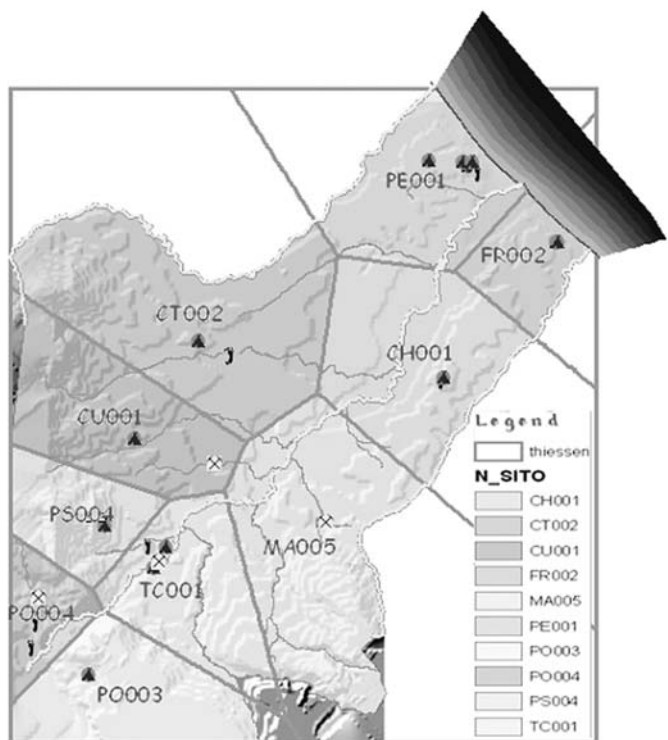 PE001
FR002
CT002
CH001
CU001
PS004
MA005
TC001
PO004
PO003
Legend
thiessen
N_SITO
CH001
CT002
CU001
FR002
MA005
PE001
PO003
PO004
PS004
TC001